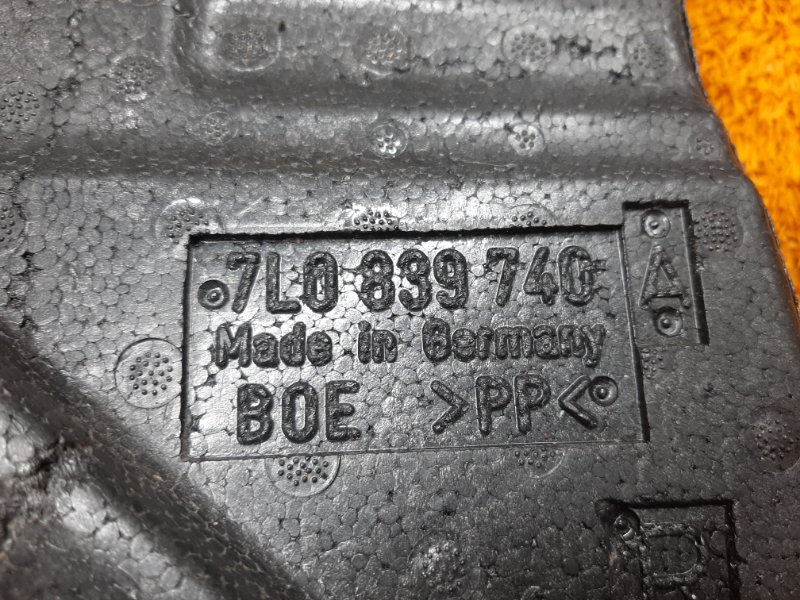 7L0 839 740
A
Made in Germany
BOE >PP<
R